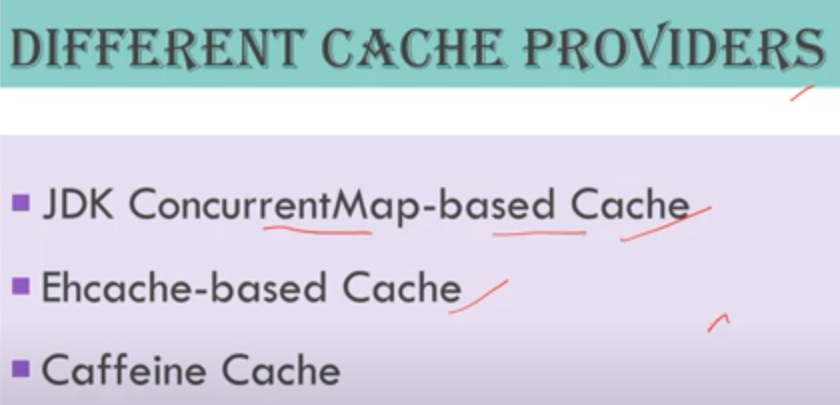 DIFFERENT CACHE PROVIDERS
JDK ConcurrentMap-based Cache
Ehcache-based Cache
Caffeine Cache